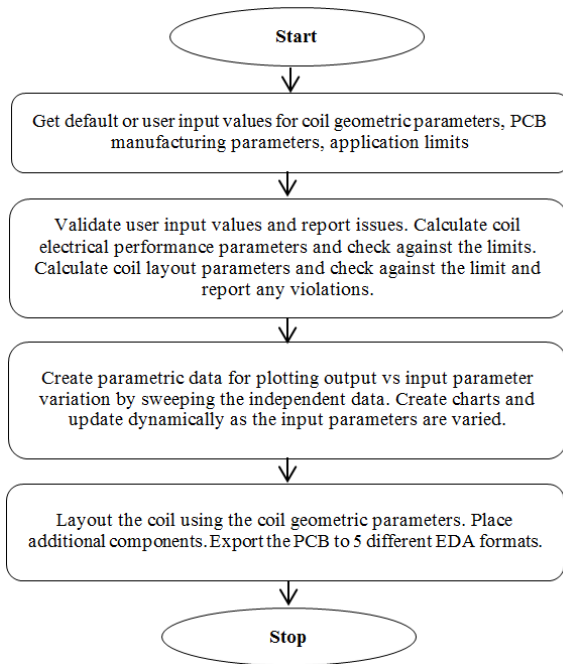 Start
Get default or user input values for coil geometric parameters, PCB
manufacturing parameters, application limits
Validate user input values and report issues. Calculate coil
electrical performance parameters and check against the limits.
Calculate coil layout parameters and check against the limit and
report any violations.
Create parametric data for plotting output vs input parameter
variation by sweeping the independent data. Create charts and
update dynamically as the input parameters are varied.
Layout the coil using the coil geometric parameters. Place
additional components. Export the PCB to 5 different EDA formats.
Stop